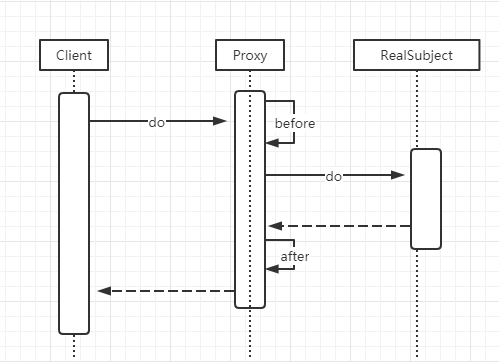 Client
Proxy
RealSubject
do
before
do
after